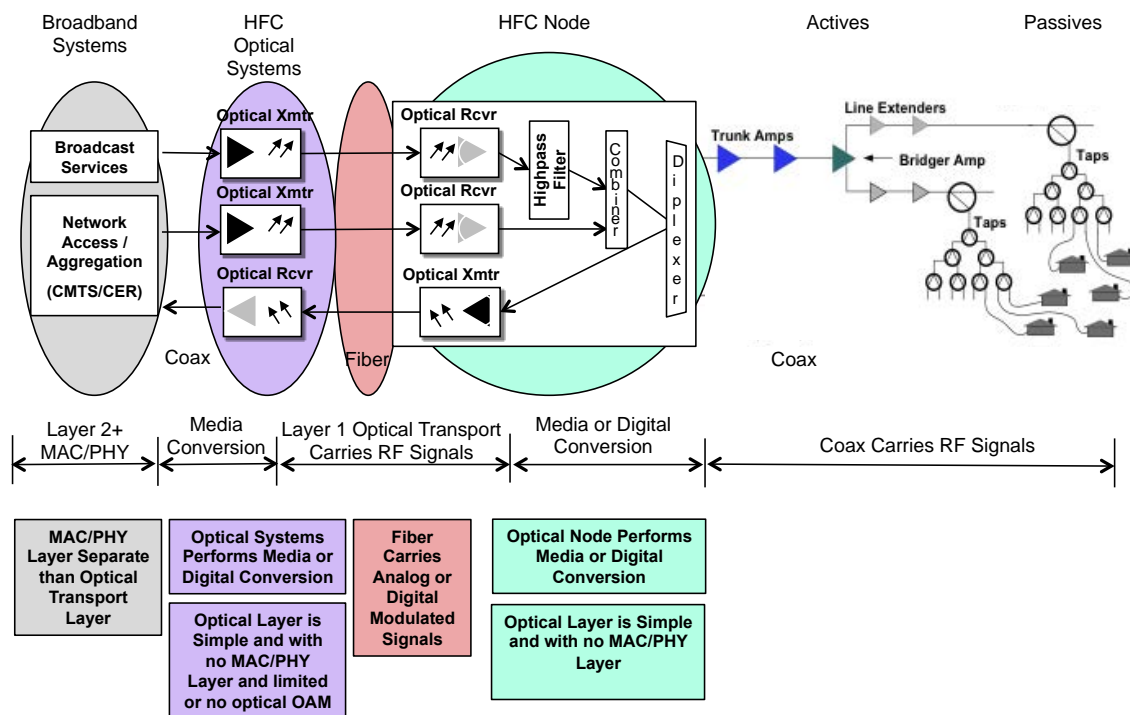 Broadband
Systems
HFC
Optical
Systems
HFC Node
Actives
Passives
Optical Xmtr
Optical Rcvr
Broadcast
Services
Optical Xmtr
Optical Rcvr
Network
Access /
Aggregation
(CMTS/CER)
Optical Rcvr
Optical Xmtr
Highpass
Filter
Combiner
Diplexer
Trunk Amps
Line Extenders
Bridger Amp
Taps
Taps
Coax
Fiber
Coax
Layer 2+
MAC/PHY
Media
Conversion
Layer 1 Optical Transport
Carries RF Signals
Media or Digital
Conversion
Coax Carries RF Signals
MAC/PHY
Layer Separate
than Optical
Transport
Layer
Optical Systems
Performs Media or
Digital Conversion
Optical Layer is
Simple and with
no MAC/PHY
Layer and limited
or no optical OAM
Fiber
Carries
Analog or
Digital
Modulated
Signals
Optical Node Performs
Media or Digital
Conversion
Optical Layer is Simple
and with no MAC/PHY
Layer